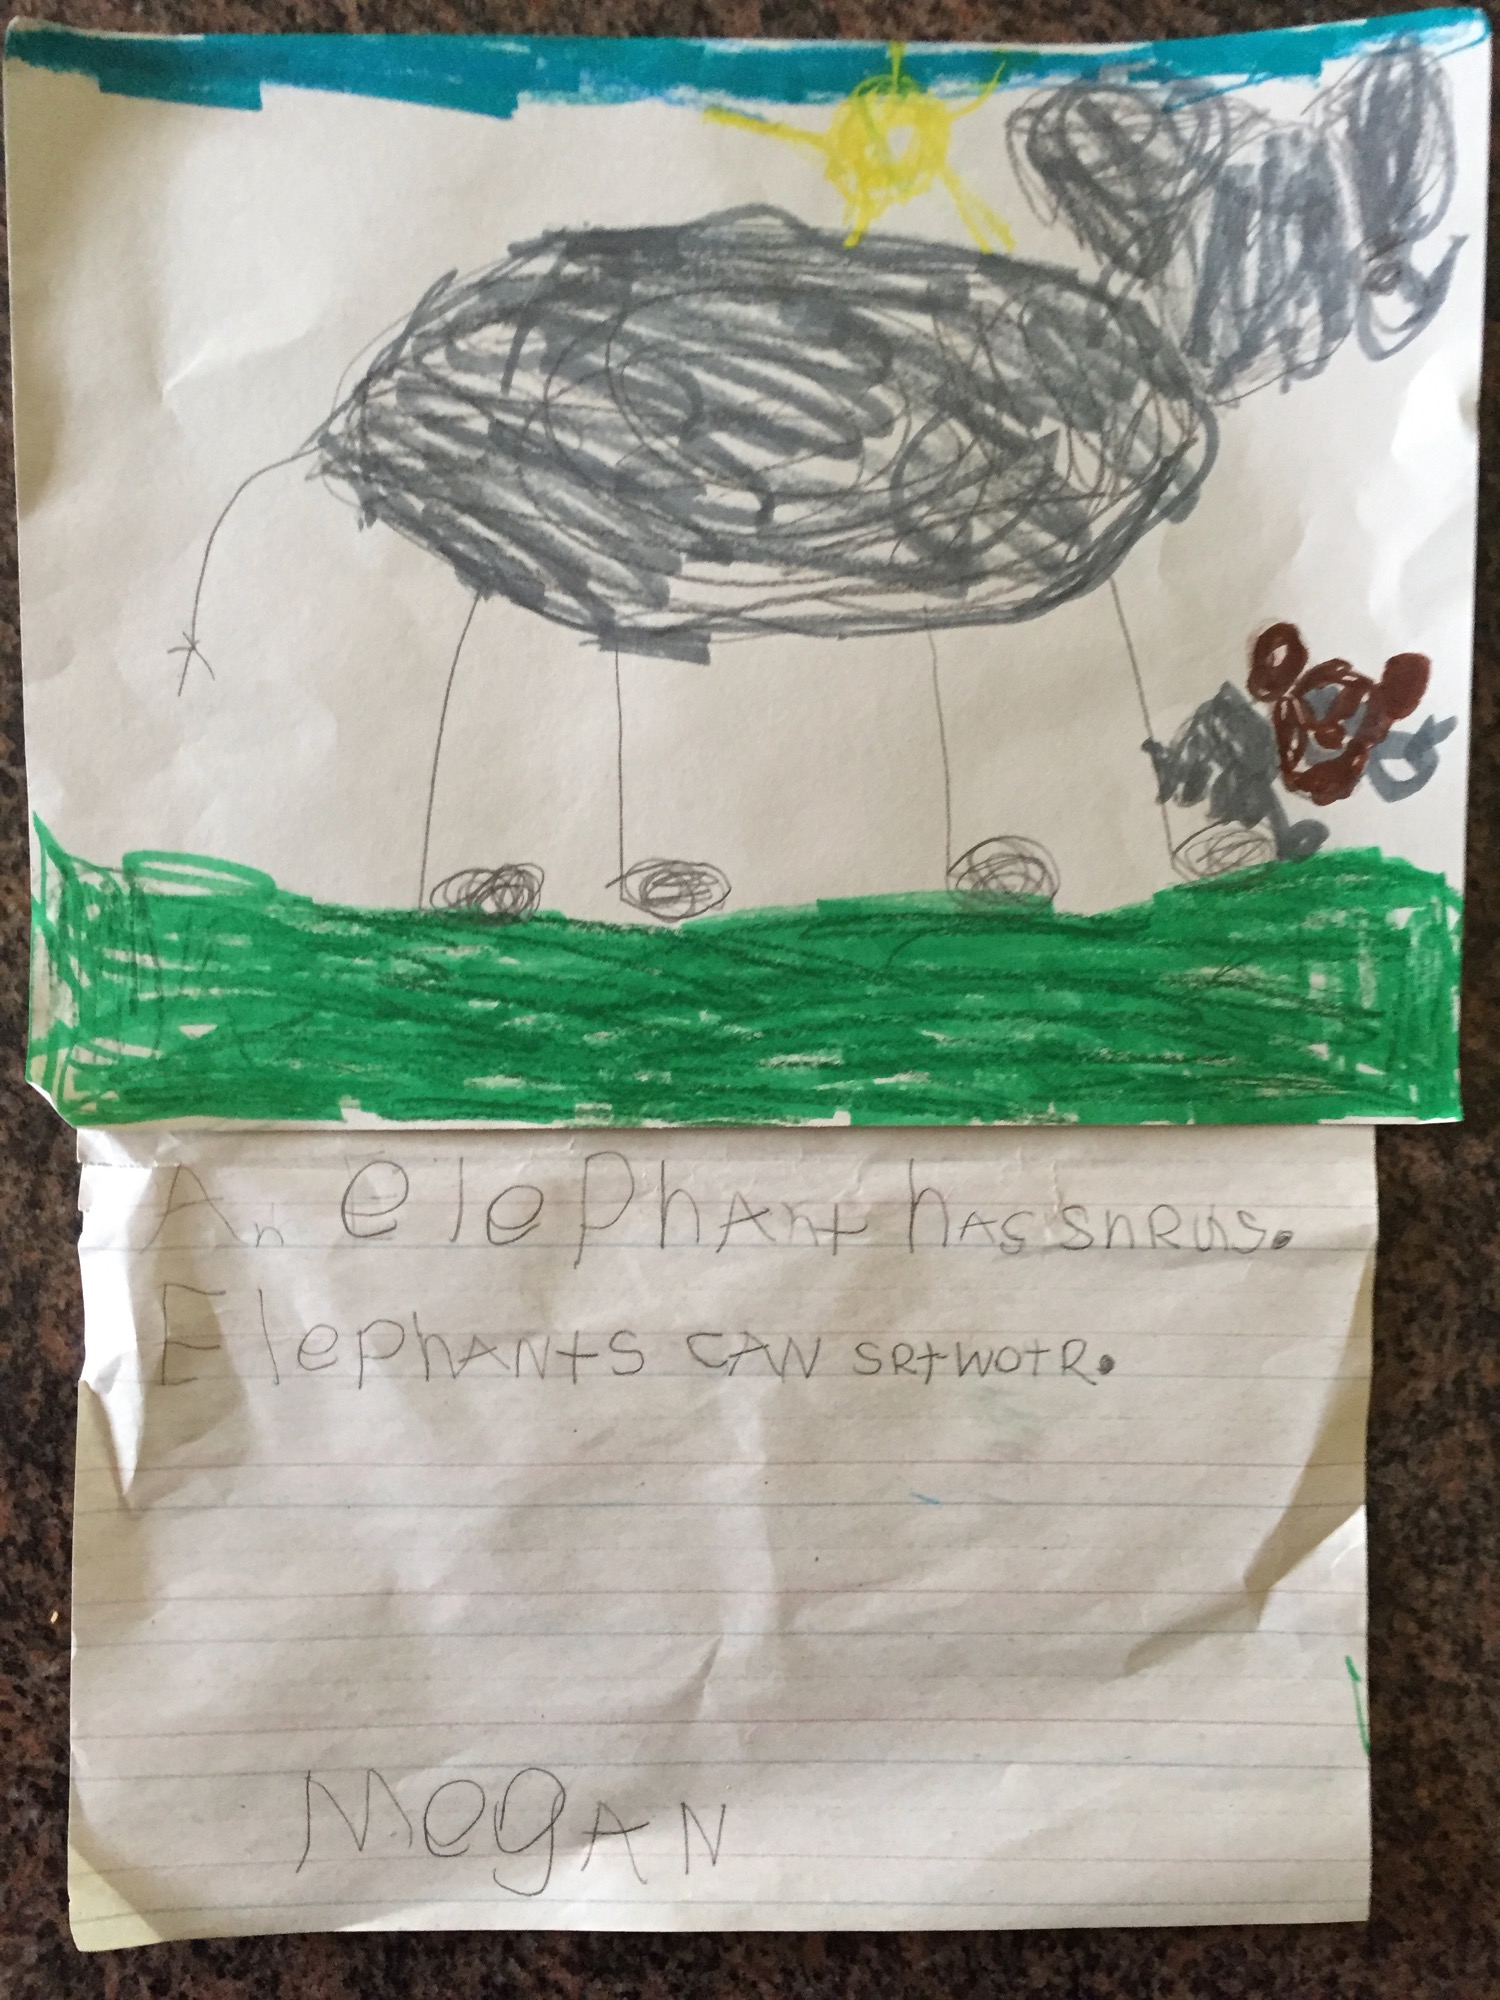 An elephAnt hAs snRus.
ElephANts cAN sRtwotR.
MegAN